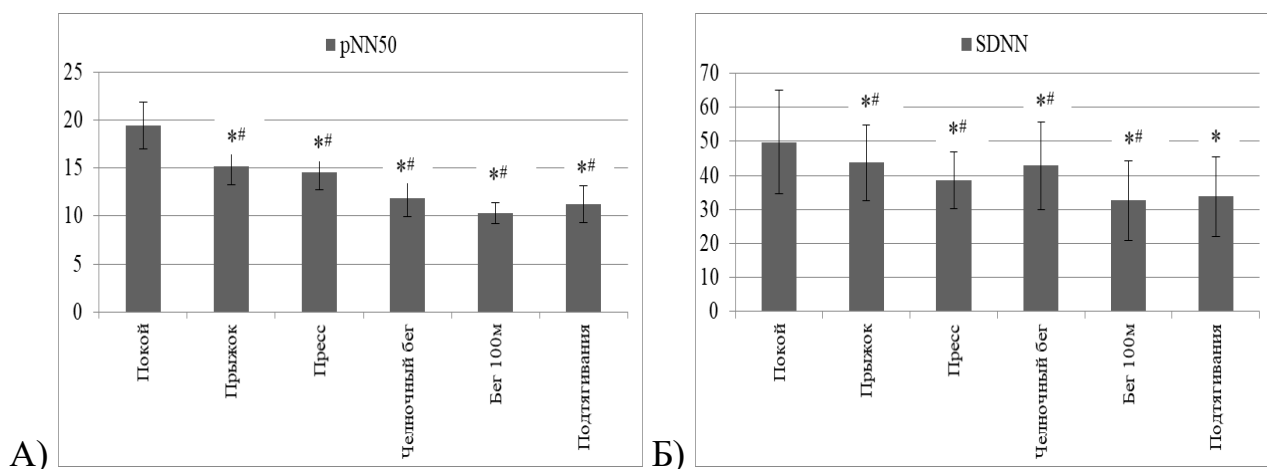 А)
pNN50
25
20
15
10
5
0
*#
*#
*#
*#
*#
Покой
Прыжок
Пресс
Челночный бег
Бег 100м
Подтягивания
Б)
SDNN
70
60
50
40
30
20
10
0
*#
*#
*#
*#
*
Покой
Прыжок
Пресс
Челночный бег
Бег 100м
Подтягивания